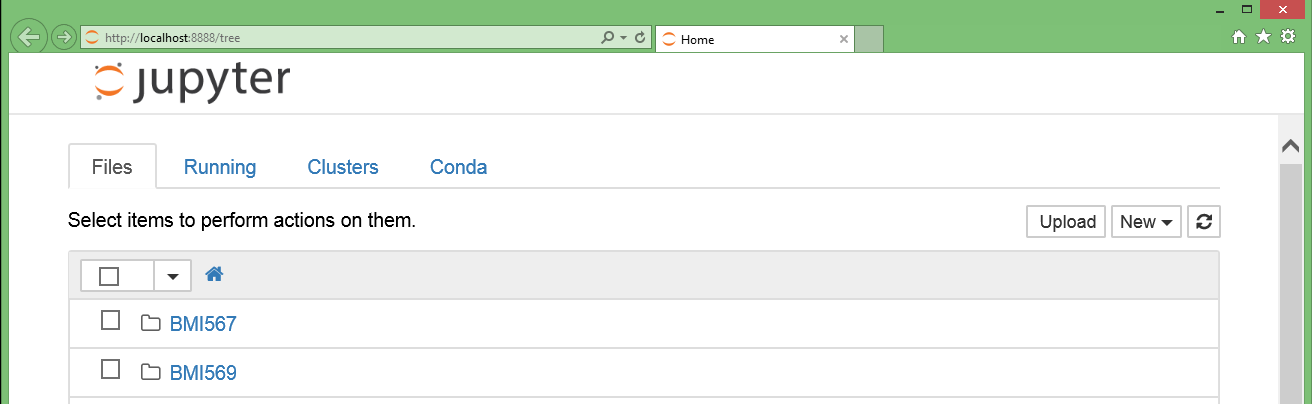 http://localhost:8888/tree
Home
jupyter
Files Running Clusters Conda
Select items to perform actions on them.
Upload New
BMI567
BMI569